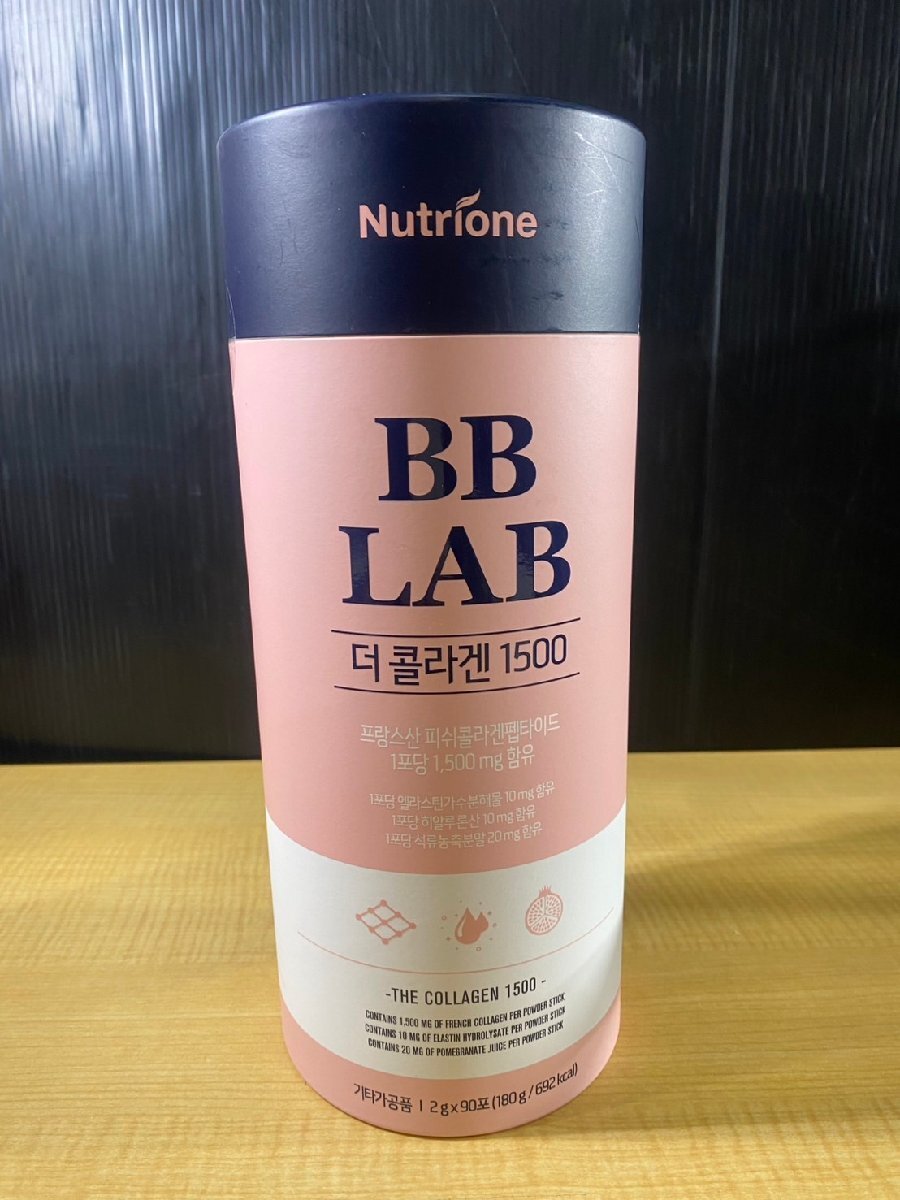 Nutrione
BB
LAB
더 콜라겐 1500
프랑스산 피쉬콜라겐펩타이드
1포당 1,500 mg 함유
1포당 엘라스틴가수분해물 10 mg 함유
1포당 히알루론산 10 mg 함유
1포당 석류농축분말 20 mg 함유
-THE COLLAGEN 1500 -
CONTAINS 1,500 MG OF FRENCH COLLAGEN PER POWDER STICK
CONTAINS 10 MG OF ELASTIN HYDROLYSATE PER POWDER STICK
CONTAINS 20 MG OF POMEGRANATE JUICE PER POWDER STICK
기타가공품 | 2 g x 90포 (180 g / 692 kcal)